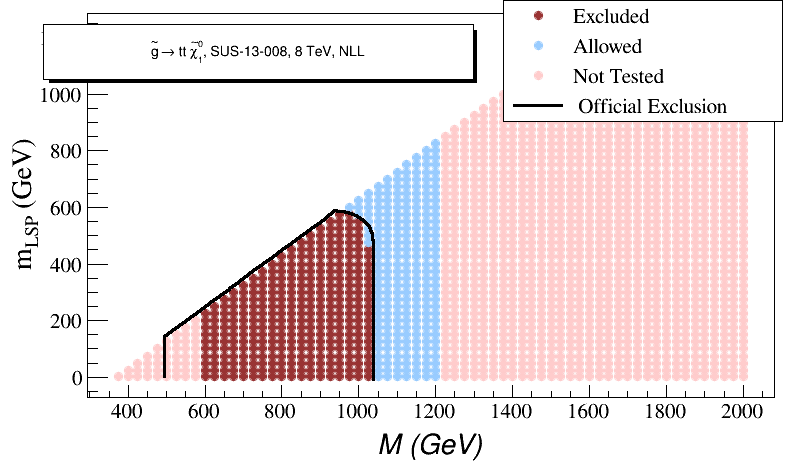 g̃ → tt χ̃⁰₁, SUS-13-008, 8 TeV, NLL
Excluded
Allowed
Not Tested
Official Exclusion
m_LSP (GeV)
1000
800
600
400
200
0
400 600 800 1000 1200 1400 1600 1800 2000
M (GeV)